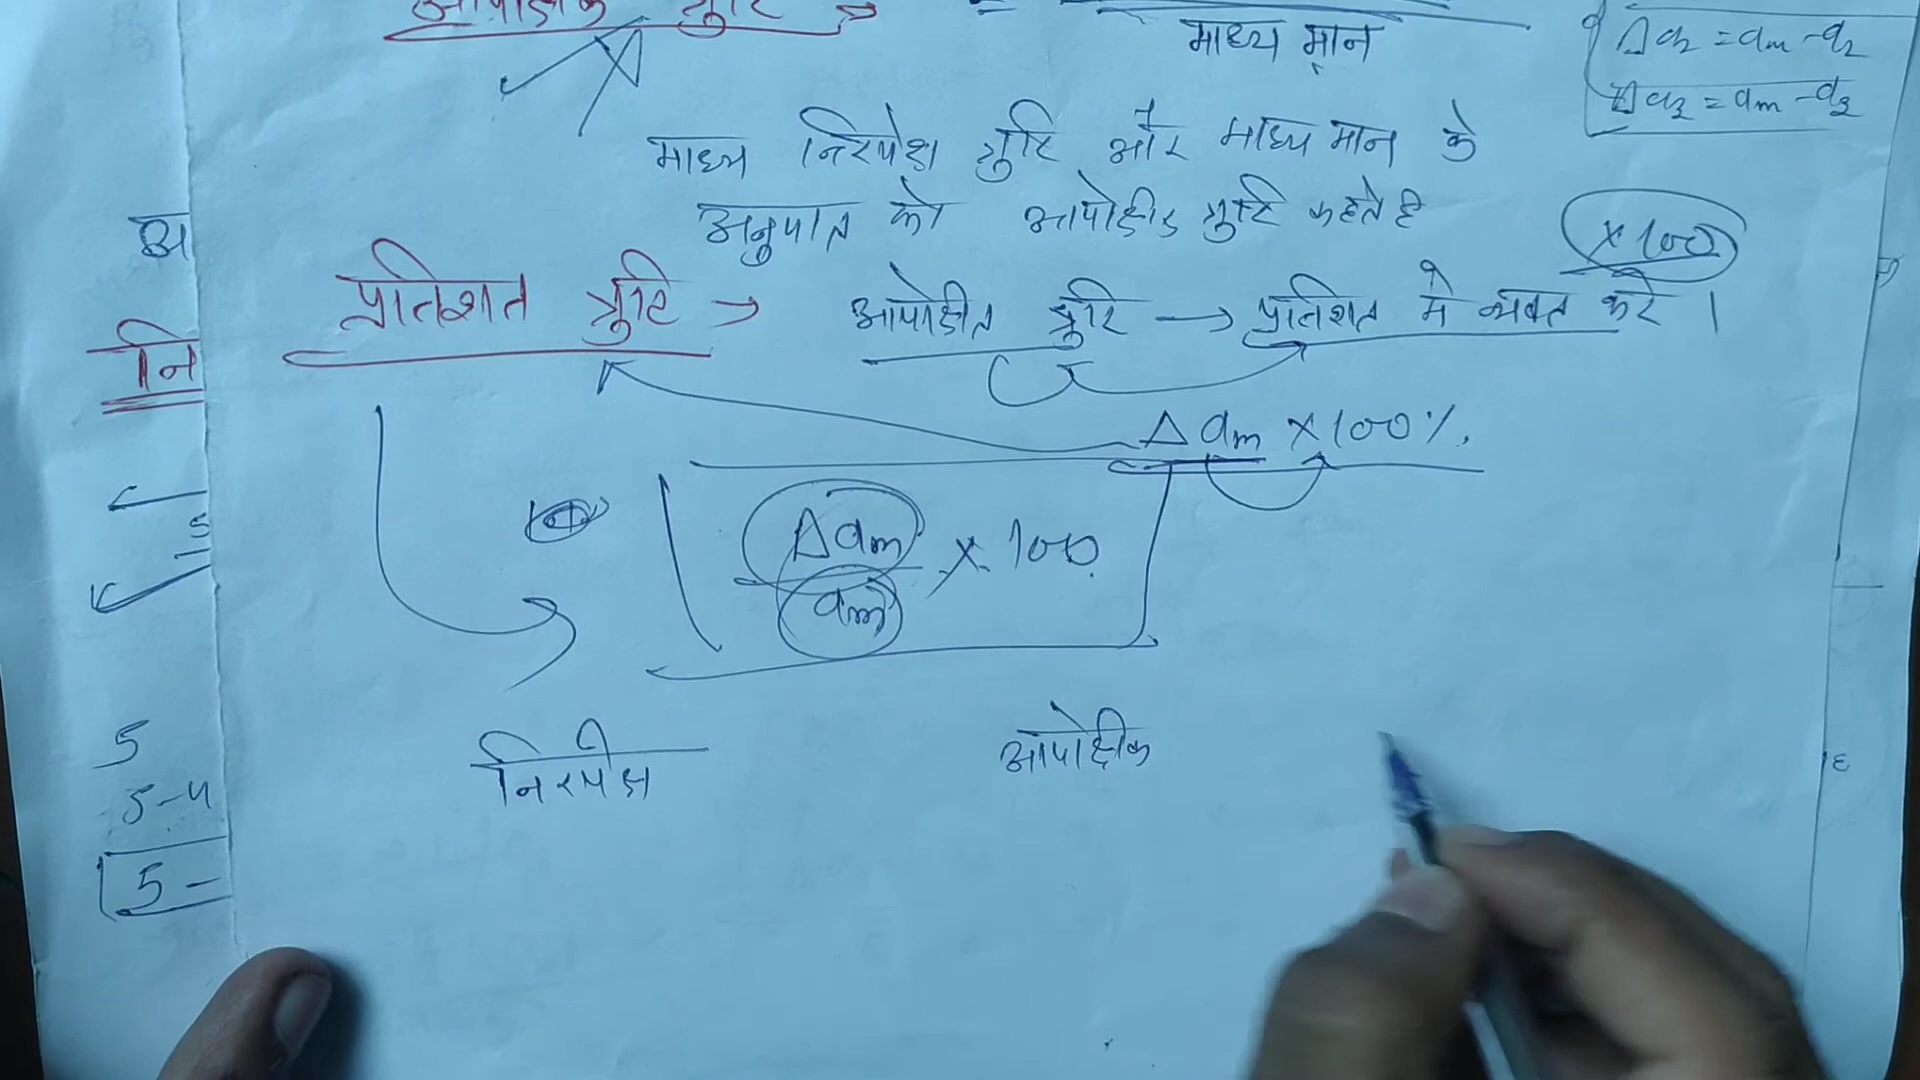 त्रुटि →
माध्य मान
Δa2 = am - a2
Δa3 = am - a3
माध्य निरपेक्ष त्रुटि और माध्य मान के
अनुपात को आपेक्षीक त्रुटि कहते है
× 100
प्रतिशत त्रुटि → आपेक्षीत त्रुटि → प्रतिशत मे व्यक्त करे ।
नि
Δam × 100%.
Δam
am
× 100
निरपेक्ष आपेक्षीक
5
5-4
5 -